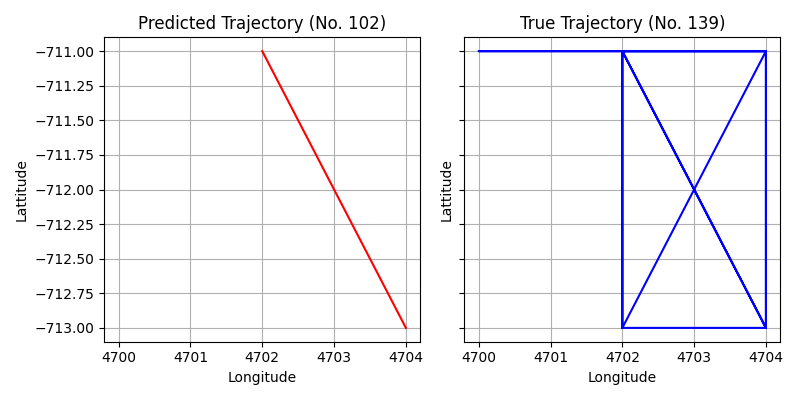 Predicted Trajectory (No. 102)
True Trajectory (No. 139)
−711.00
−711.25
−711.50
−711.75
−712.00
−712.25
−712.50
−712.75
−713.00
Lattitude
Lattitude
4700 4701 4702 4703 4704
4700 4701 4702 4703 4704
Longitude
Longitude